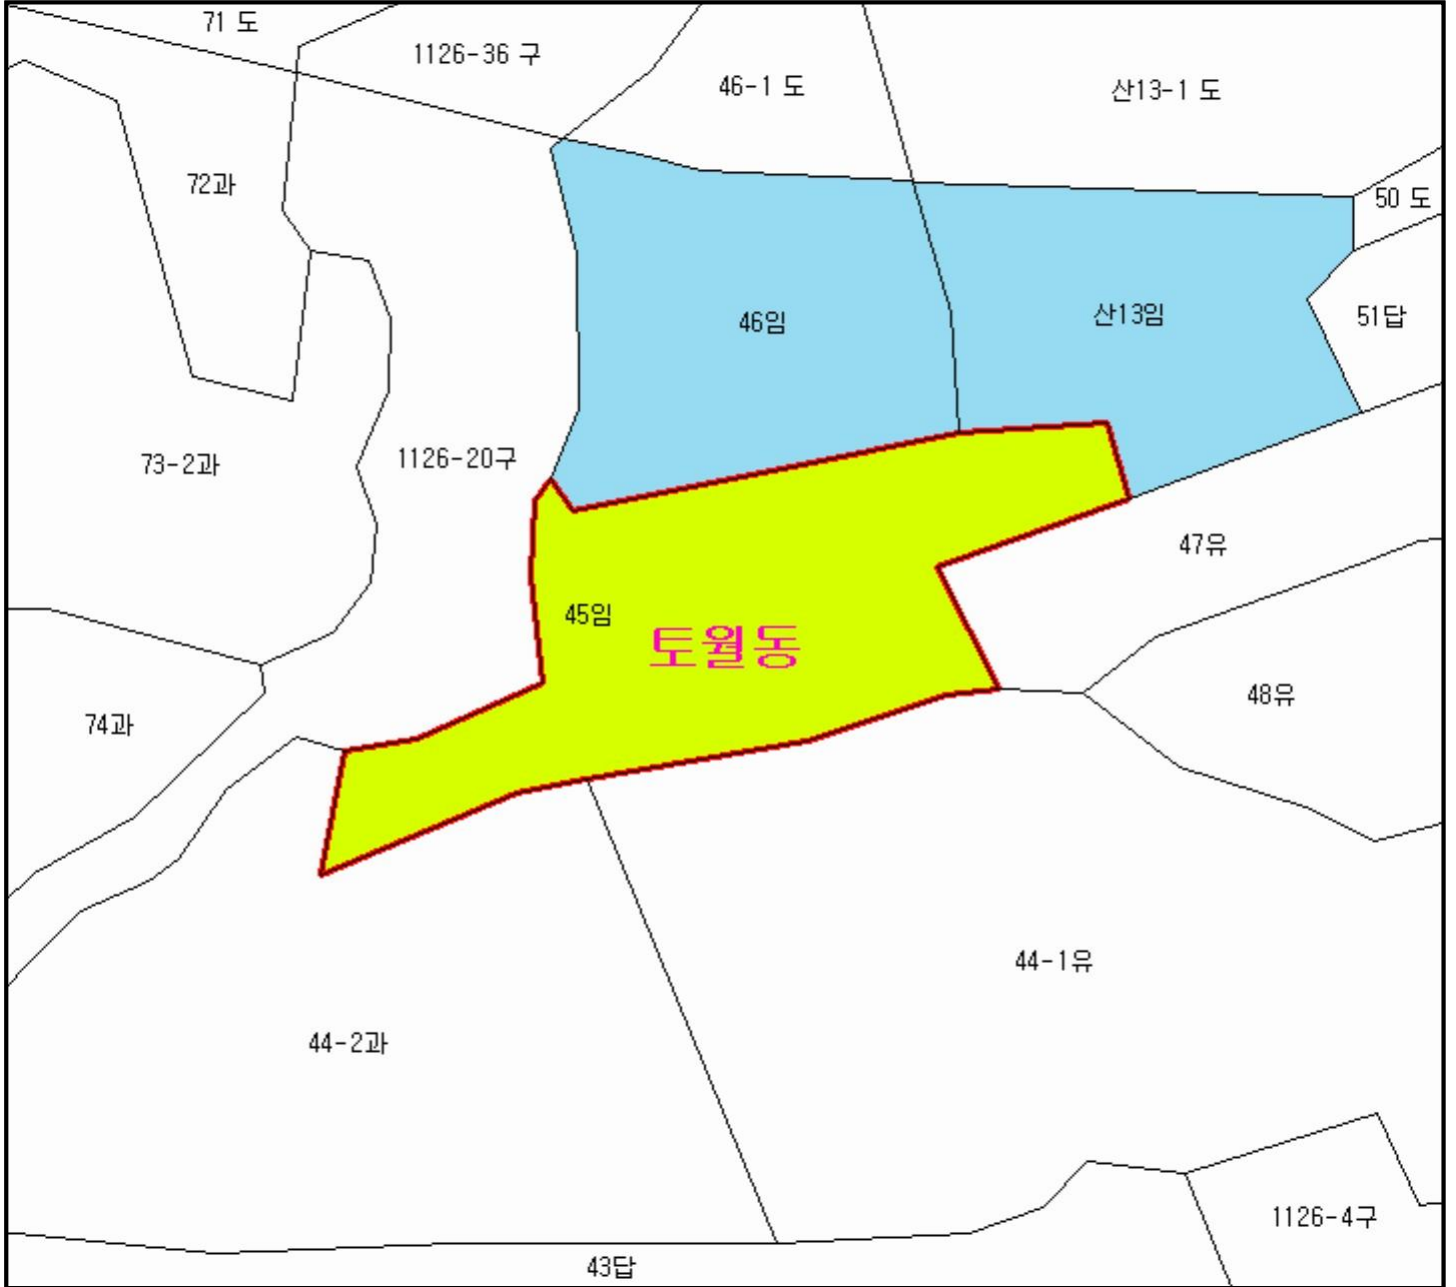 71 도
1126-36 구
46-1 도
산13-1 도
72과
50 도
46임
산13임
51답
73-2과
1126-20구
47유
45임
토월동
74과
48유
44-1유
44-2과
1126-4구
43답